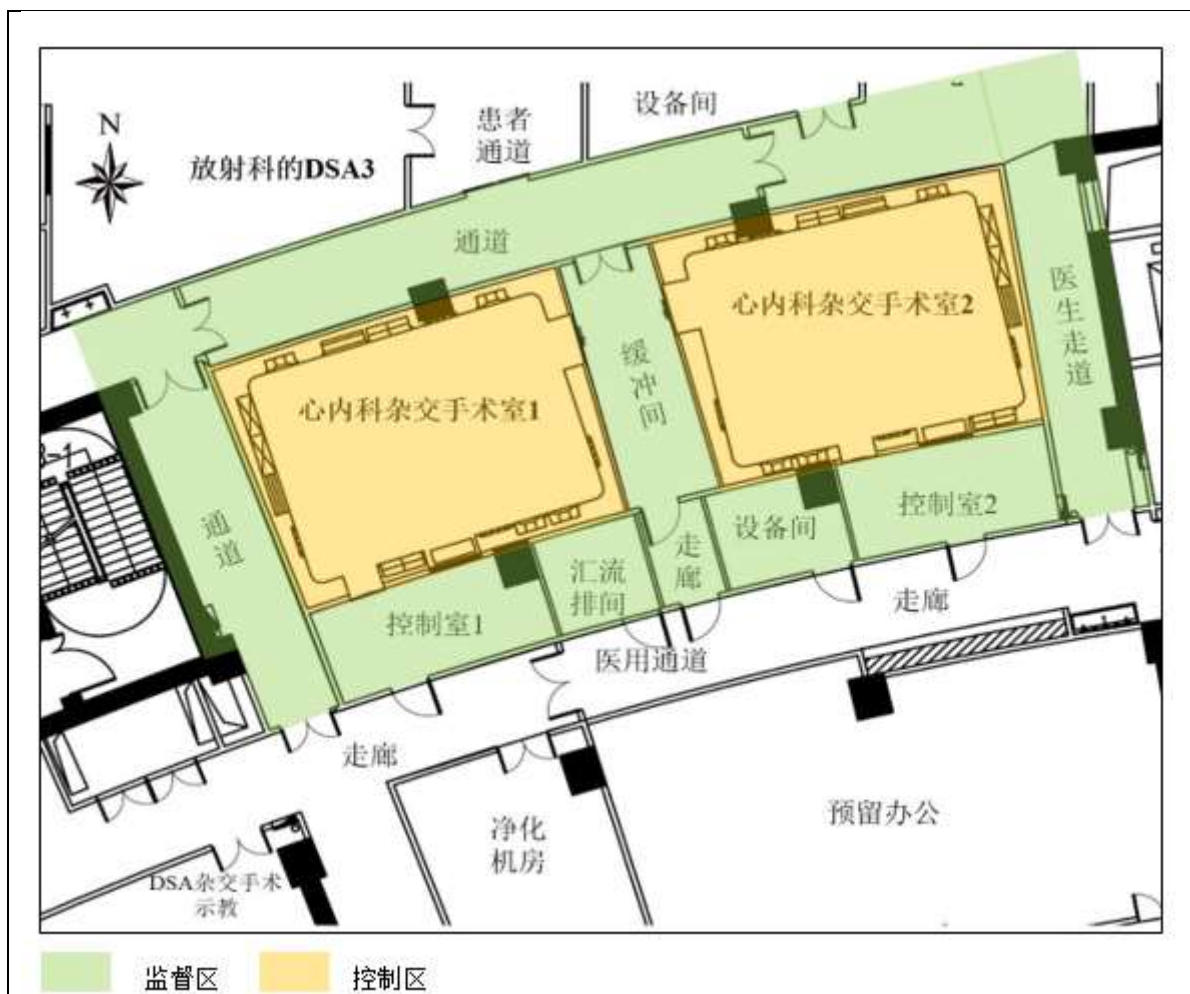 N
放射科的DSA3
患者
通道
设备间
通道
心内科杂交手术室1
缓
冲
间
心内科杂交手术室2
医
生
走
道
通
道
控制室1
汇流
排间
走
廊
设备间
控制室2
走廊
医用通道
走廊
净化
机房
预留办公
DSA杂交手术
示教
监督区
控制区